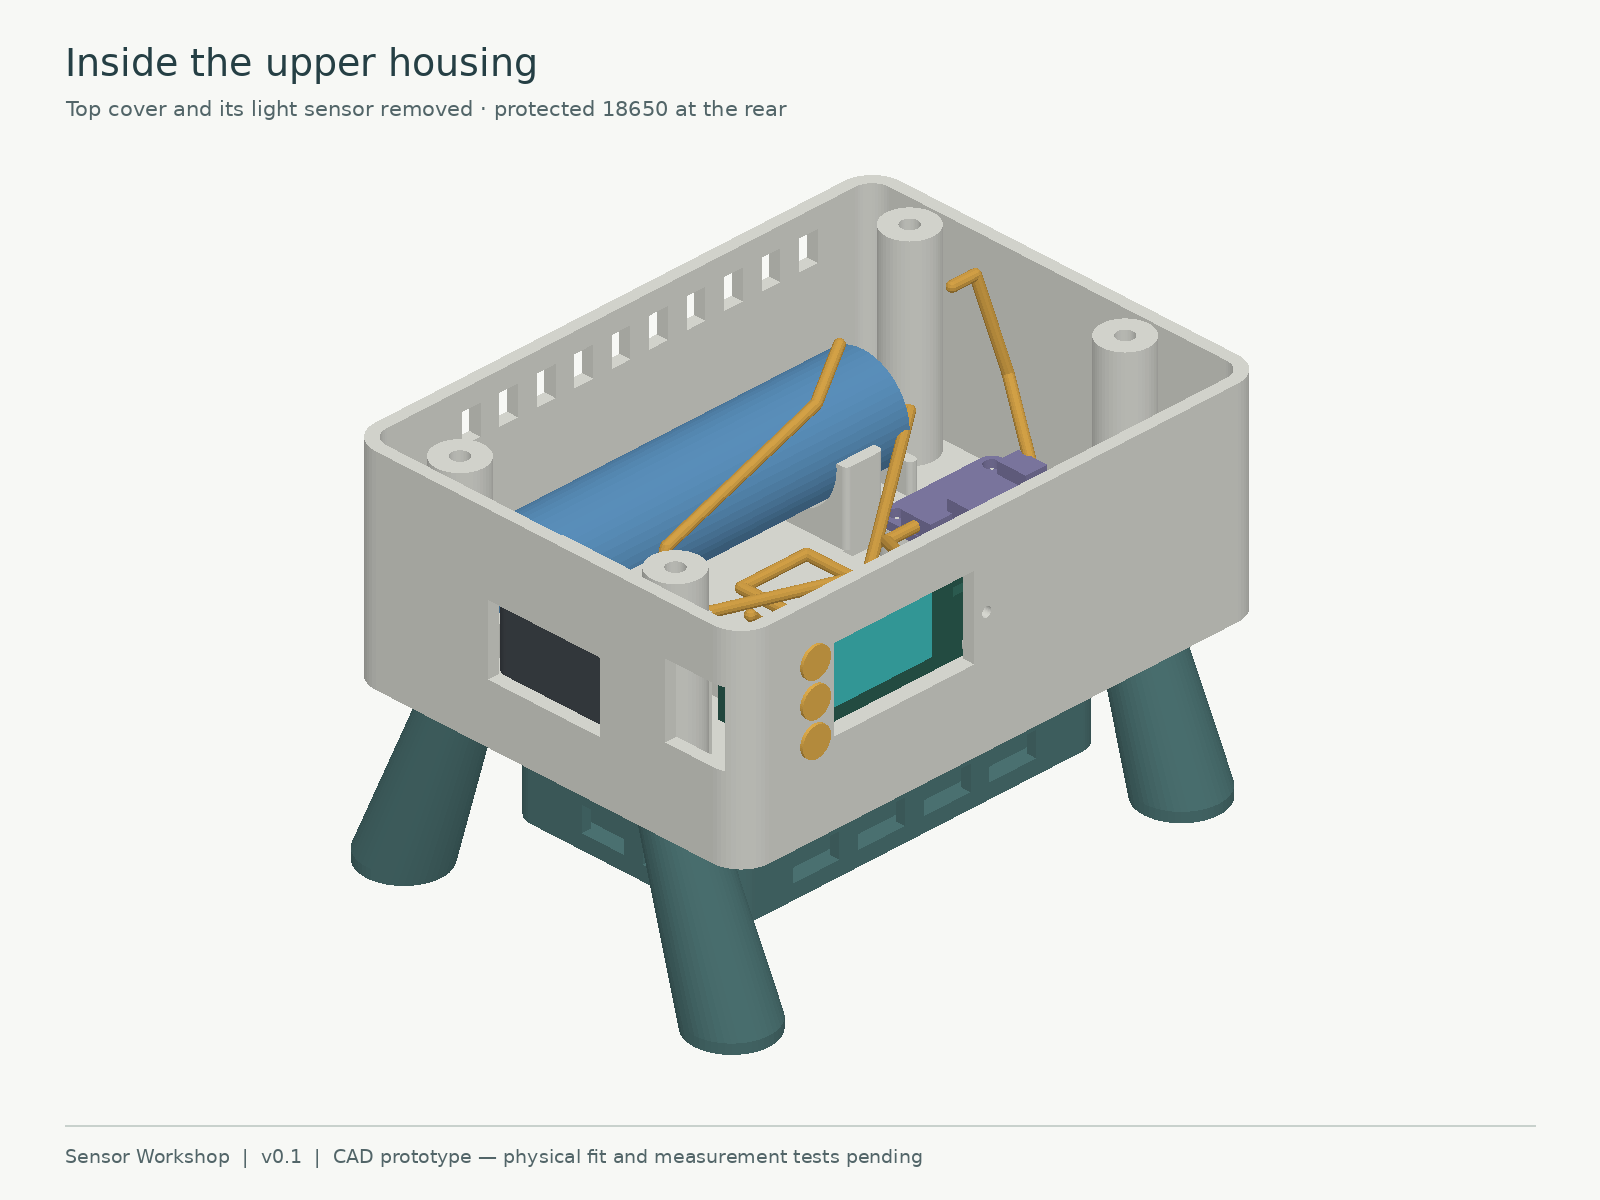 Inside the upper housing
Top cover and its light sensor removed · protected 18650 at the rear
Sensor Workshop | v0.1 | CAD prototype — physical fit and measurement tests pending